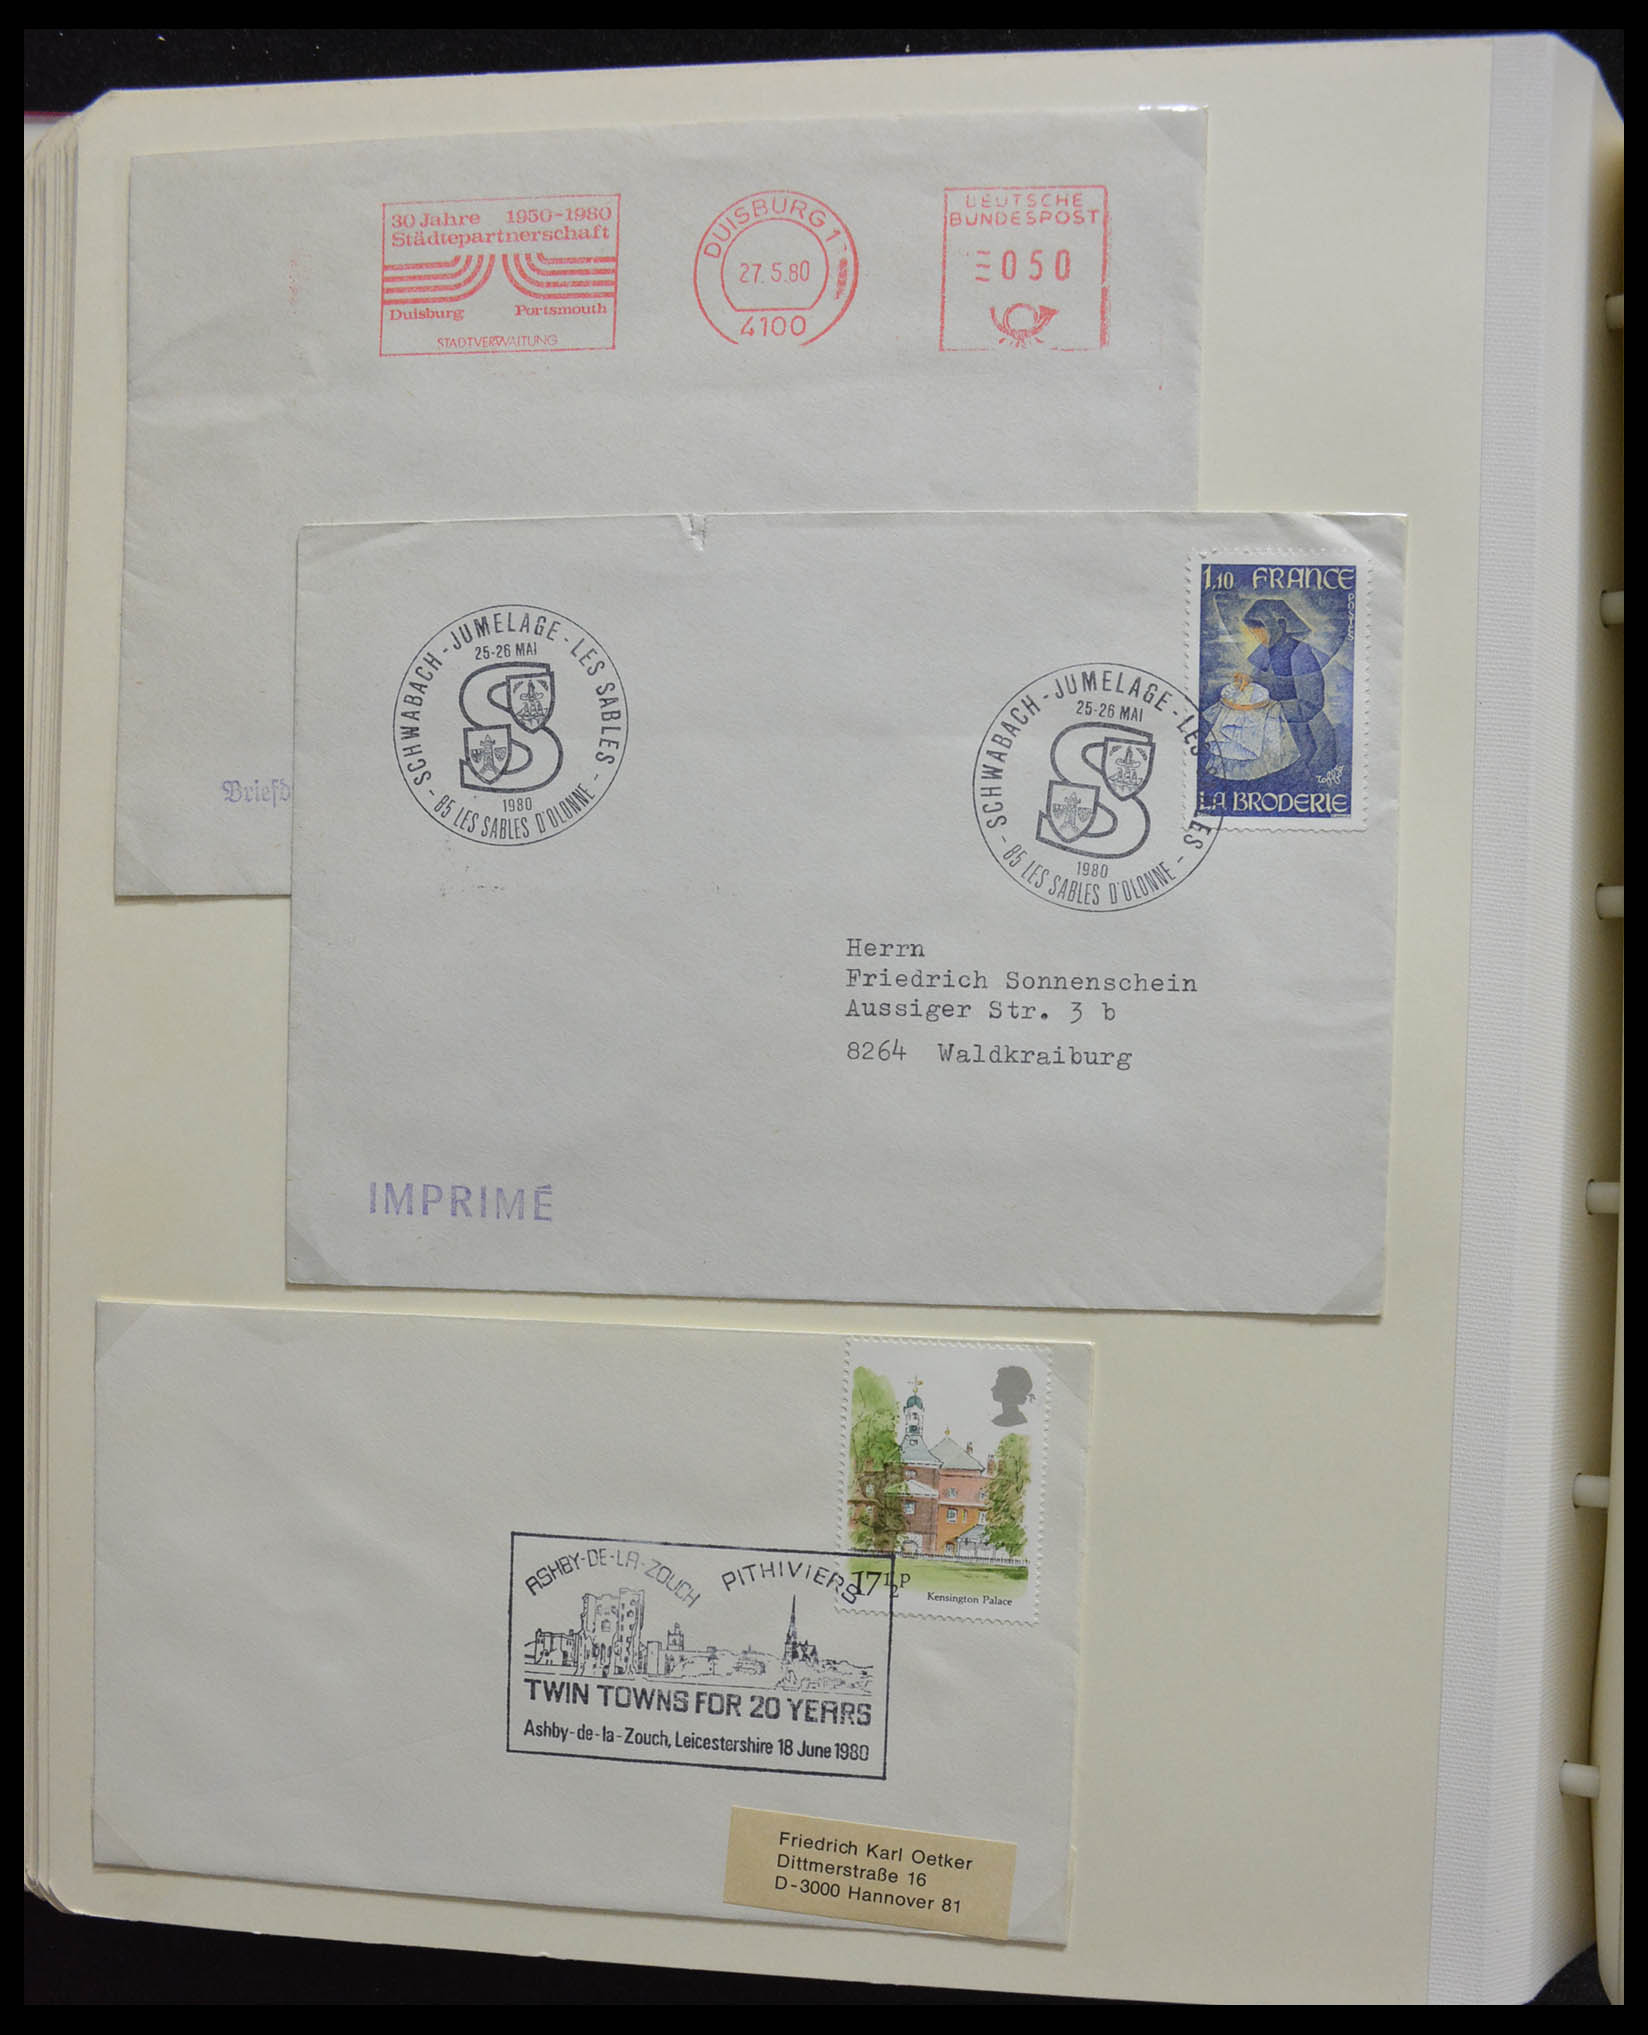 30 Jahre 1950-1980
Städtepartnerschaft
Duisburg Portsmouth
STADTVERWALTUNG
DUISBURG 1
27.5.80
4100
DEUTSCHE
BUNDESPOST
050
SCHWABACH - JUMELAGE - LES SABLES -
25-26 MAI
1980
85 LES SABLES D'OLONNE -
SCHWABACH - JUMELAGE - LES
25-26 MAI
1980
85 LES SABLES D'OLONNE -
1,10 FRANCE
POSTES
LA BRODERIE
Herrn
Friedrich Sonnenschein
Aussiger Str. 3 b
8264 Waldkraiburg
IMPRIMÉ
17½P
Kensington Palace
ASHBY-DE-LA-ZOUCH PITHIVIERS
TWIN TOWNS FOR 20 YEARS
Ashby-de-la-Zouch, Leicestershire 18 June 1980
Friedrich Karl Oetker
Dittmerstraße 16
D-3000 Hannover 81